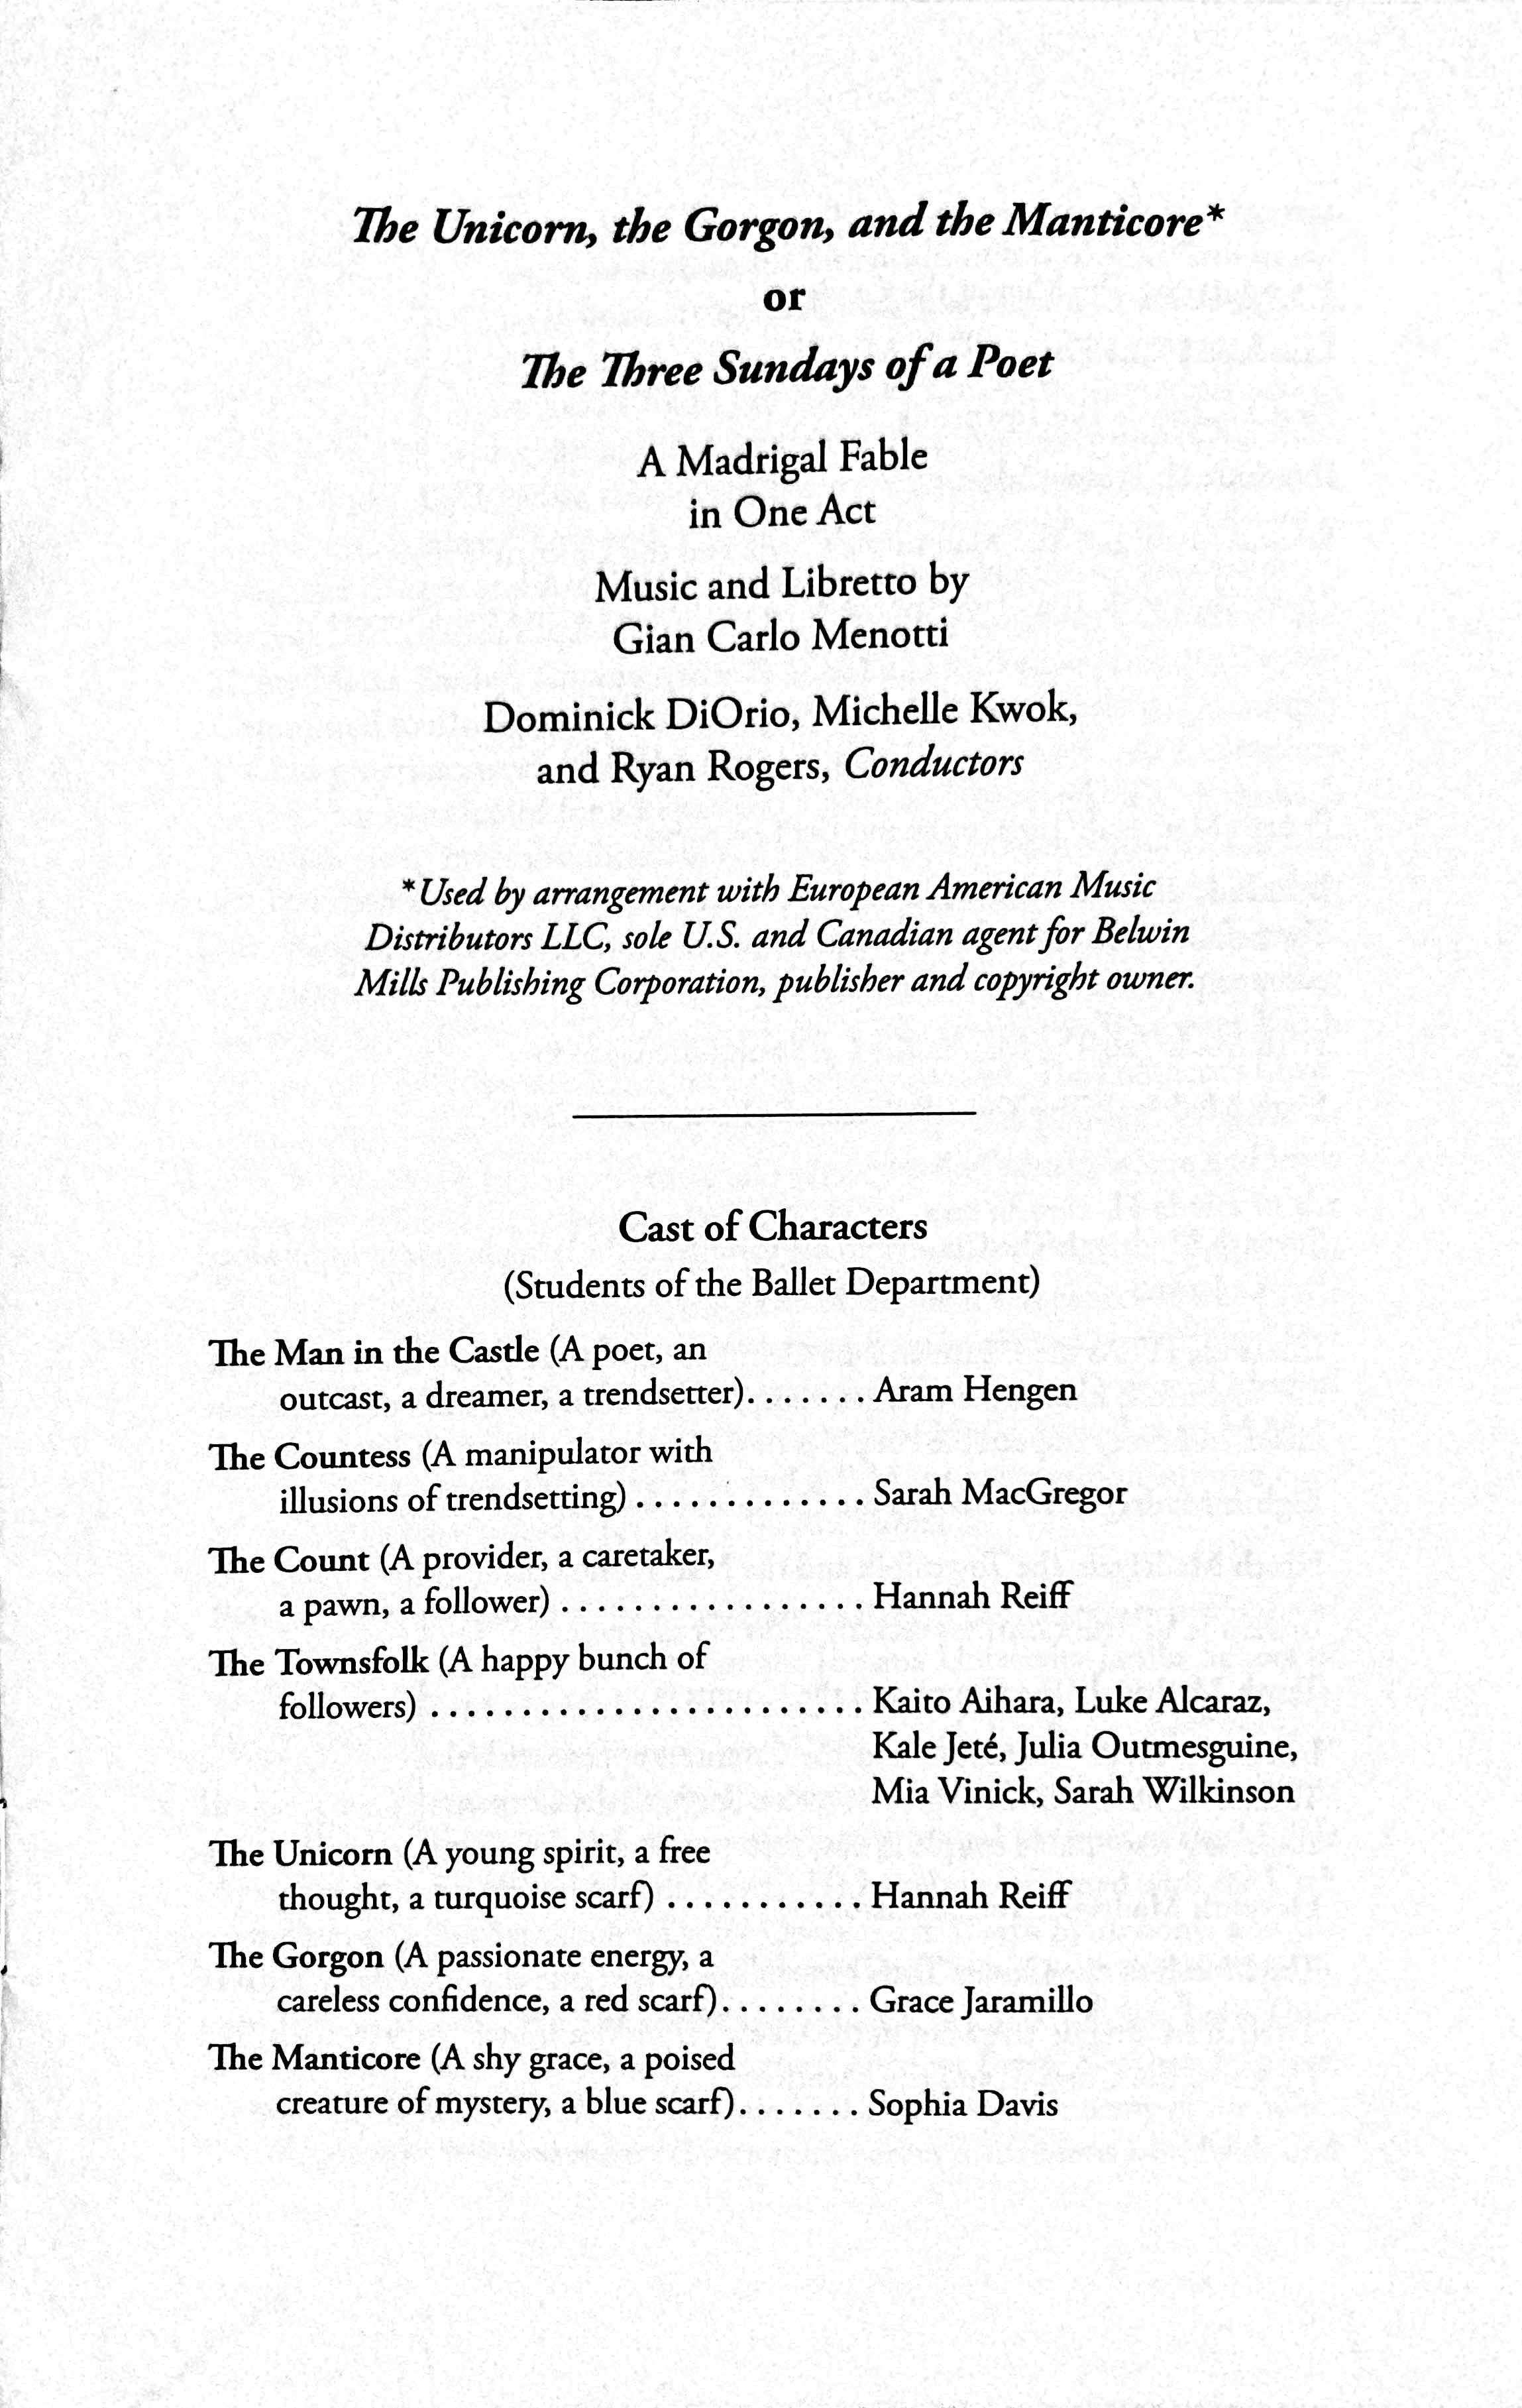 The Unicorn, the Gorgon, and the Manticore*
or
The Three Sundays of a Poet
A Madrigal Fable
in One Act
Music and Libretto by
Gian Carlo Menotti
Dominick DiOrio, Michelle Kwok,
and Ryan Rogers, Conductors
*Used by arrangement with European American Music
Distributors LLC, sole U.S. and Canadian agent for Belwin
Mills Publishing Corporation, publisher and copyright owner.
Cast of Characters
(Students of the Ballet Department)
The Man in the Castle (A poet, an
outcast, a dreamer, a trendsetter). . . . . . . Aram Hengen
The Countess (A manipulator with
illusions of trendsetting) . . . . . . . . . . . . . Sarah MacGregor
The Count (A provider, a caretaker,
a pawn, a follower) . . . . . . . . . . . . . . . . . Hannah Reiff
The Townsfolk (A happy bunch of
followers) . . . . . . . . . . . . . . . . . . . . . . . . Kaito Aihara, Luke Alcaraz,
Kale Jeté, Julia Outmesguine,
Mia Vinick, Sarah Wilkinson
The Unicorn (A young spirit, a free
thought, a turquoise scarf) . . . . . . . . . . . Hannah Reiff
The Gorgon (A passionate energy, a
careless confidence, a red scarf). . . . . . . . Grace Jaramillo
The Manticore (A shy grace, a poised
creature of mystery, a blue scarf). . . . . . . Sophia Davis